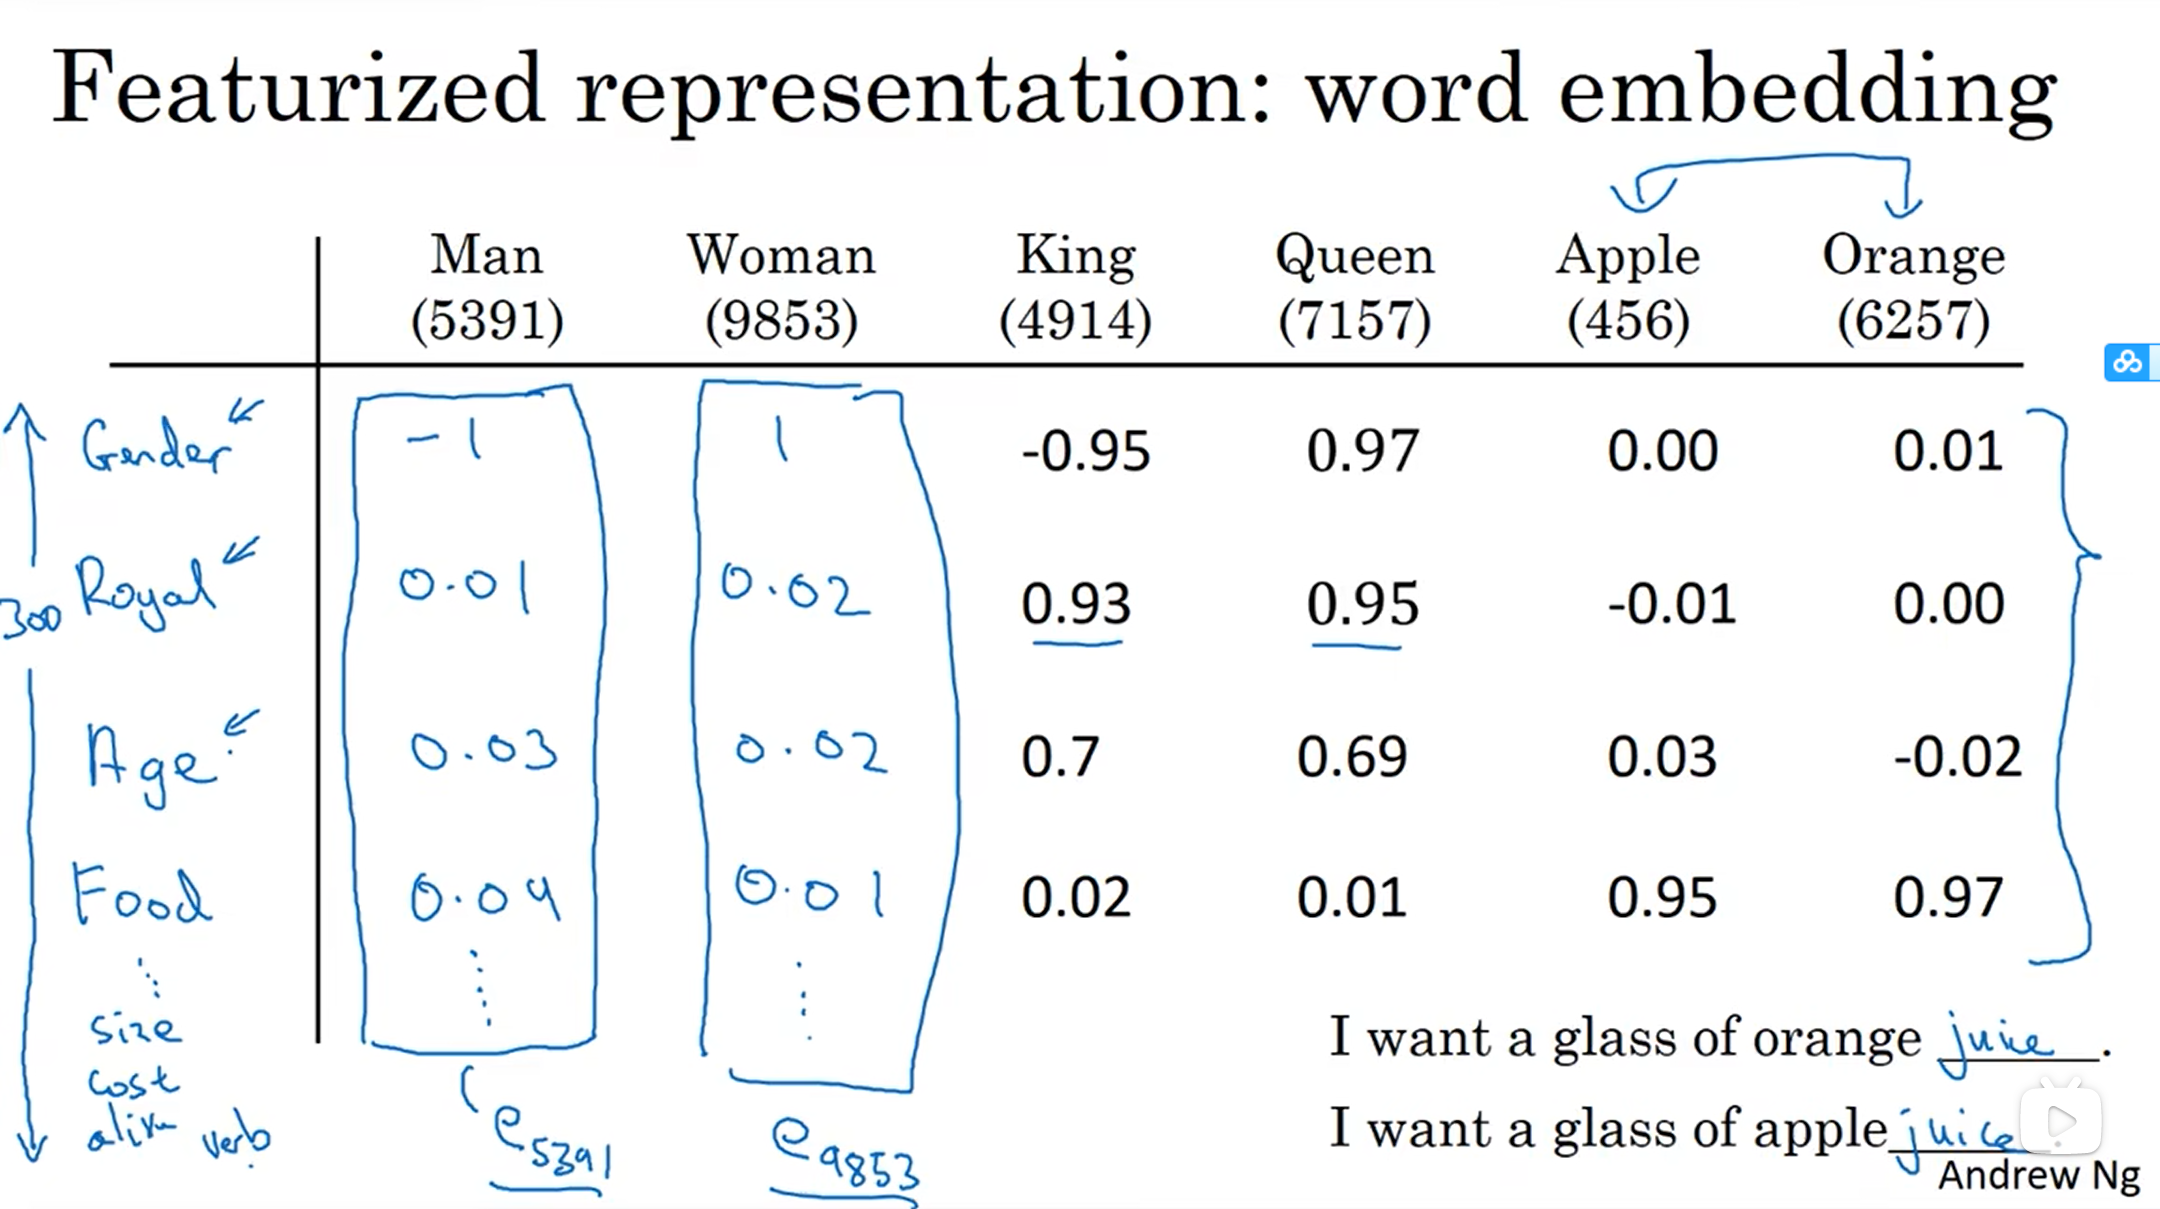 Featurized representation: word embedding
Man Woman King Queen Apple Orange
(5391) (9853) (4914) (7157) (456) (6257)
Gender -1 1 -0.95 0.97 0.00 0.01
300 Royal 0.01 0.02 0.93 0.95 -0.01 0.00
Age 0.03 0.02 0.7 0.69 0.03 -0.02
Food 0.04 0.01 0.02 0.01 0.95 0.97
size
cost
alive verb
e5391 e9853
I want a glass of orange juice.
I want a glass of apple juice
Andrew Ng